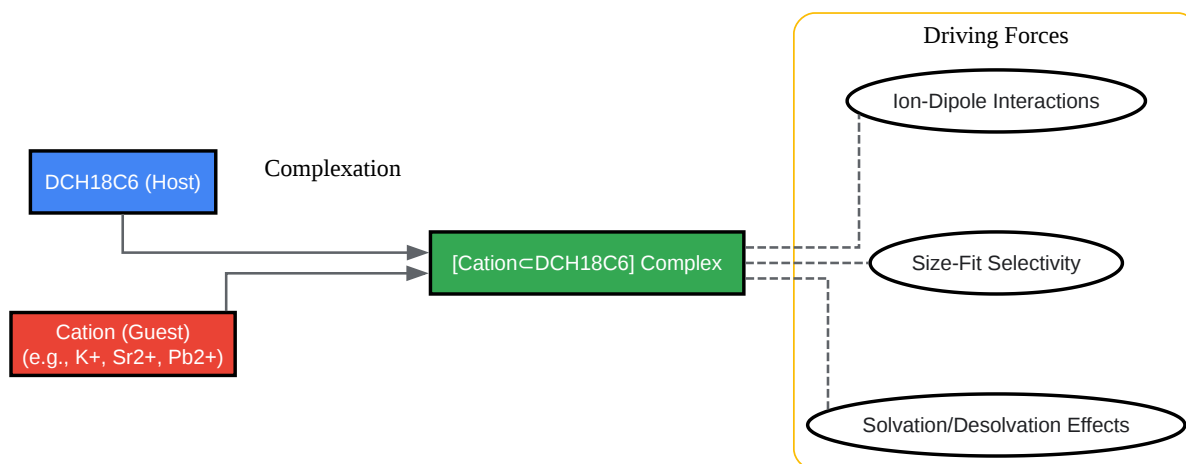 Driving Forces
Ion-Dipole Interactions
Complexation
DCH18C6 (Host)
[Cation⊂DCH18C6] Complex
Size-Fit Selectivity
Cation (Guest)
(e.g., K+, Sr2+, Pb2+)
Solvation/Desolvation Effects